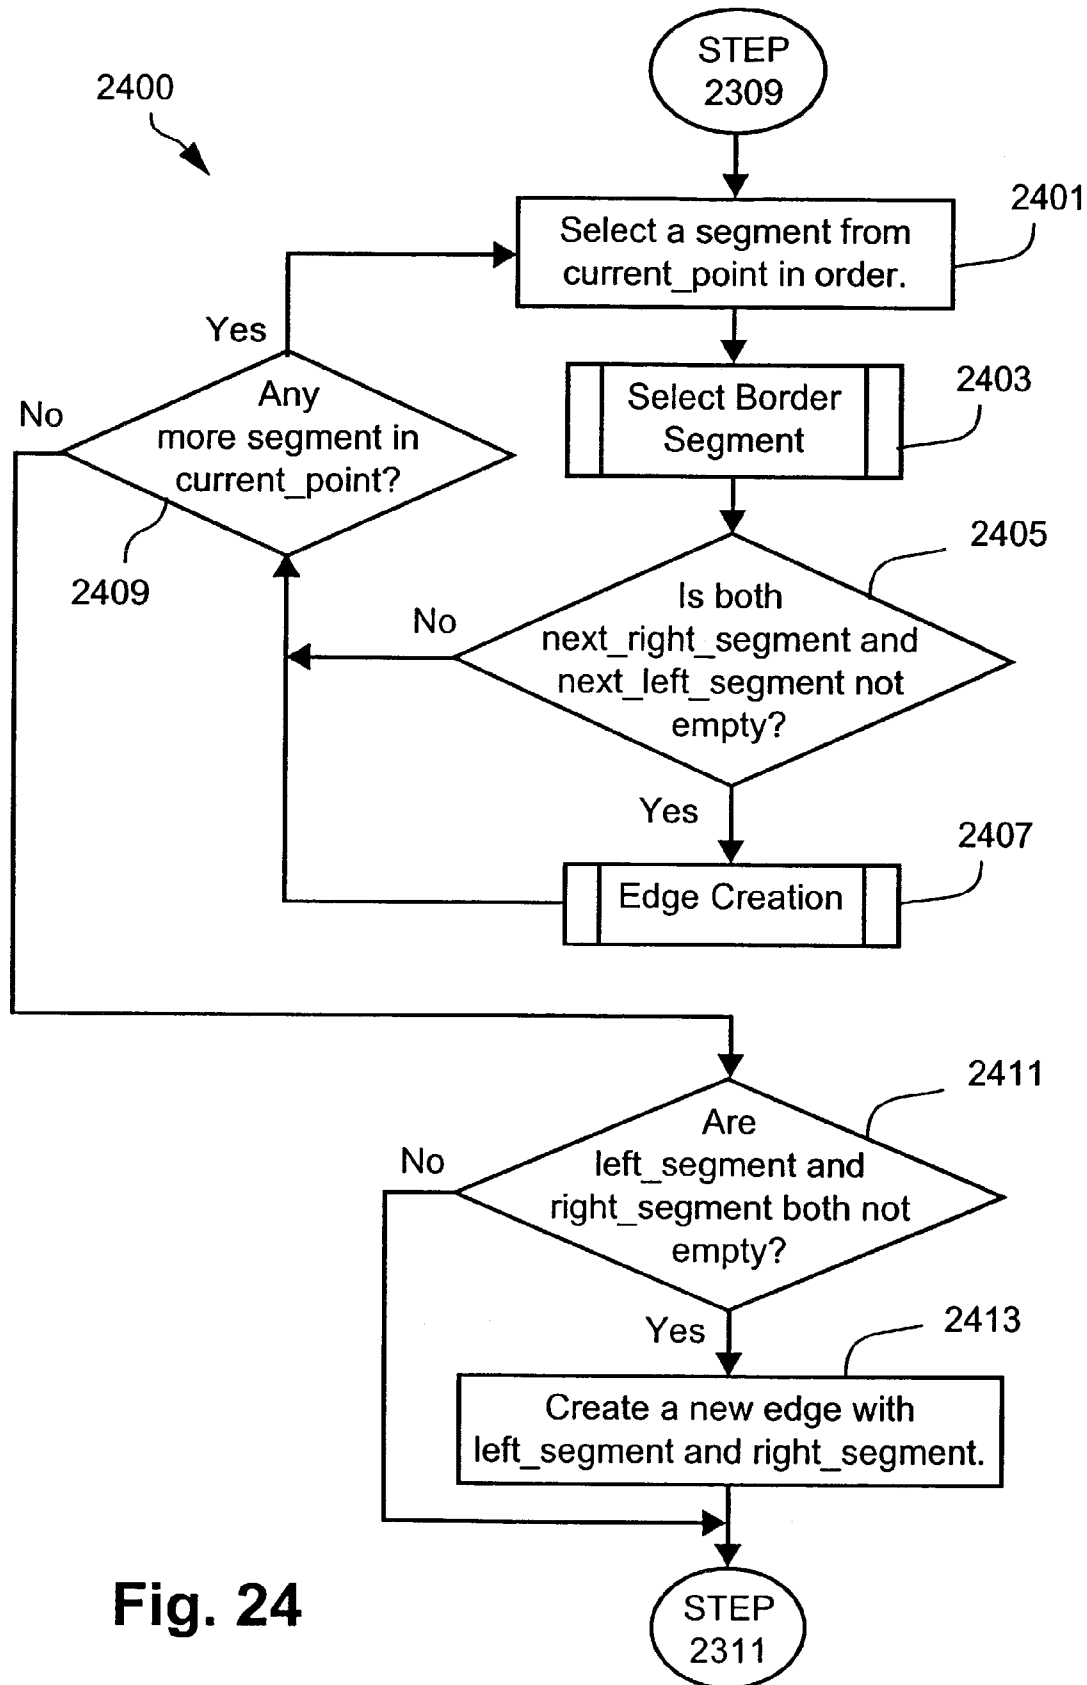 STEP
2309
2400
2401
Select a segment from
current_point in order.
Yes
2403
Select Border
Segment
No
Any
more segment in
current_point?
2409
2405
No
Is both
next_right_segment and
next_left_segment not
empty?
Yes
2407
Edge Creation
2411
No
Are
left_segment and
right_segment both not
empty?
Yes
2413
Create a new edge with
left_segment and right_segment.
Fig. 24
STEP
2311